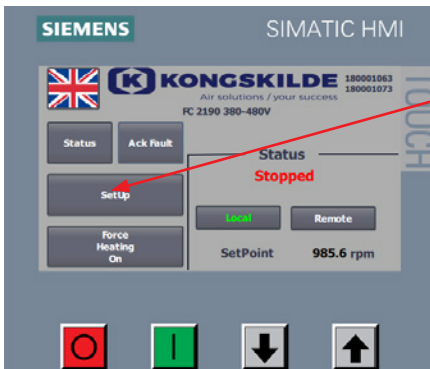 SIEMENS
SIMATIC HMI
TOUCH
K KONGSKILDE
180001063
180001073
Air solutions / your success
FC 2190 380-480V
Status
Ack Fault
Status
Stopped
SetUp
Local
Remote
Force
Heating
On
SetPoint
985.6 rpm